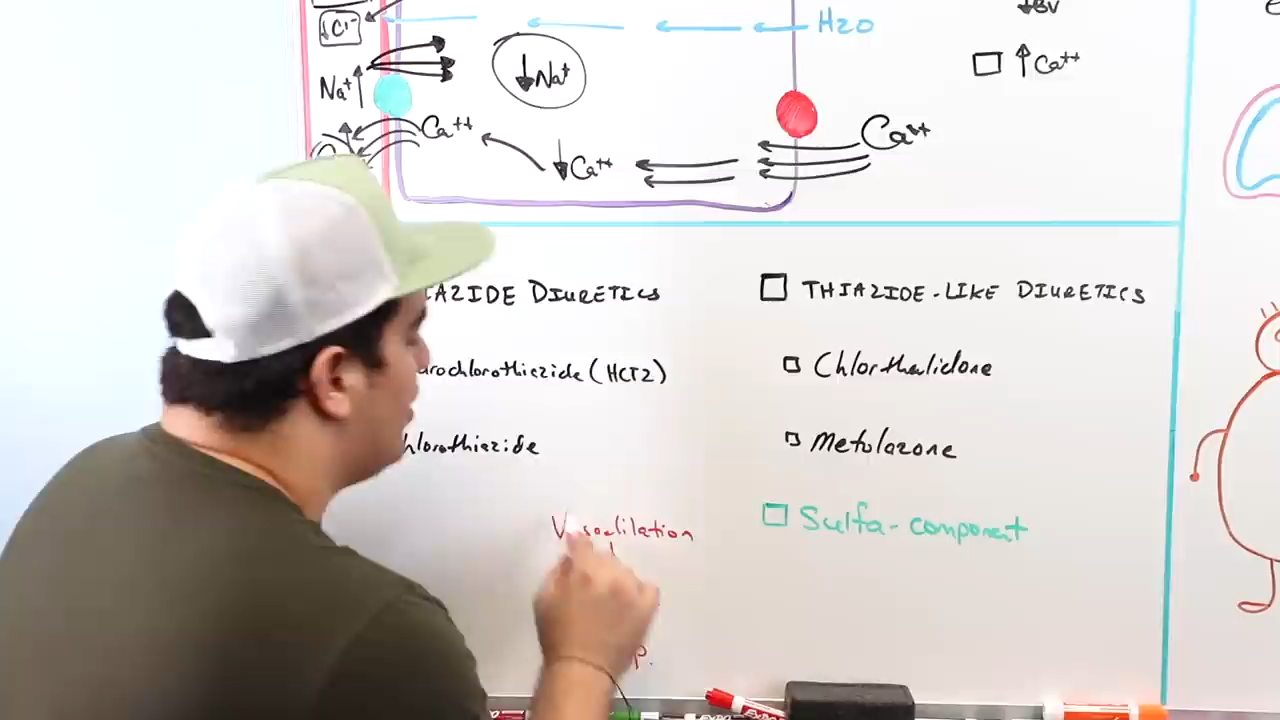 ↓Cl⁻
H2O
↓BV
Na⁺↑
↓Na⁺
□ ↑Ca⁺⁺
Ca⁺⁺
Ca⁺⁺
↓Ca⁺⁺
AZIDE DIURETICS
□ THIAZIDE-LIKE DIURETICS
rochlorothiazide (HCTZ)
□ Chlorthalidone
hlorothiazide
□ Metolazone
□ Sulfa-component
Vasodilation
P.
EXPO